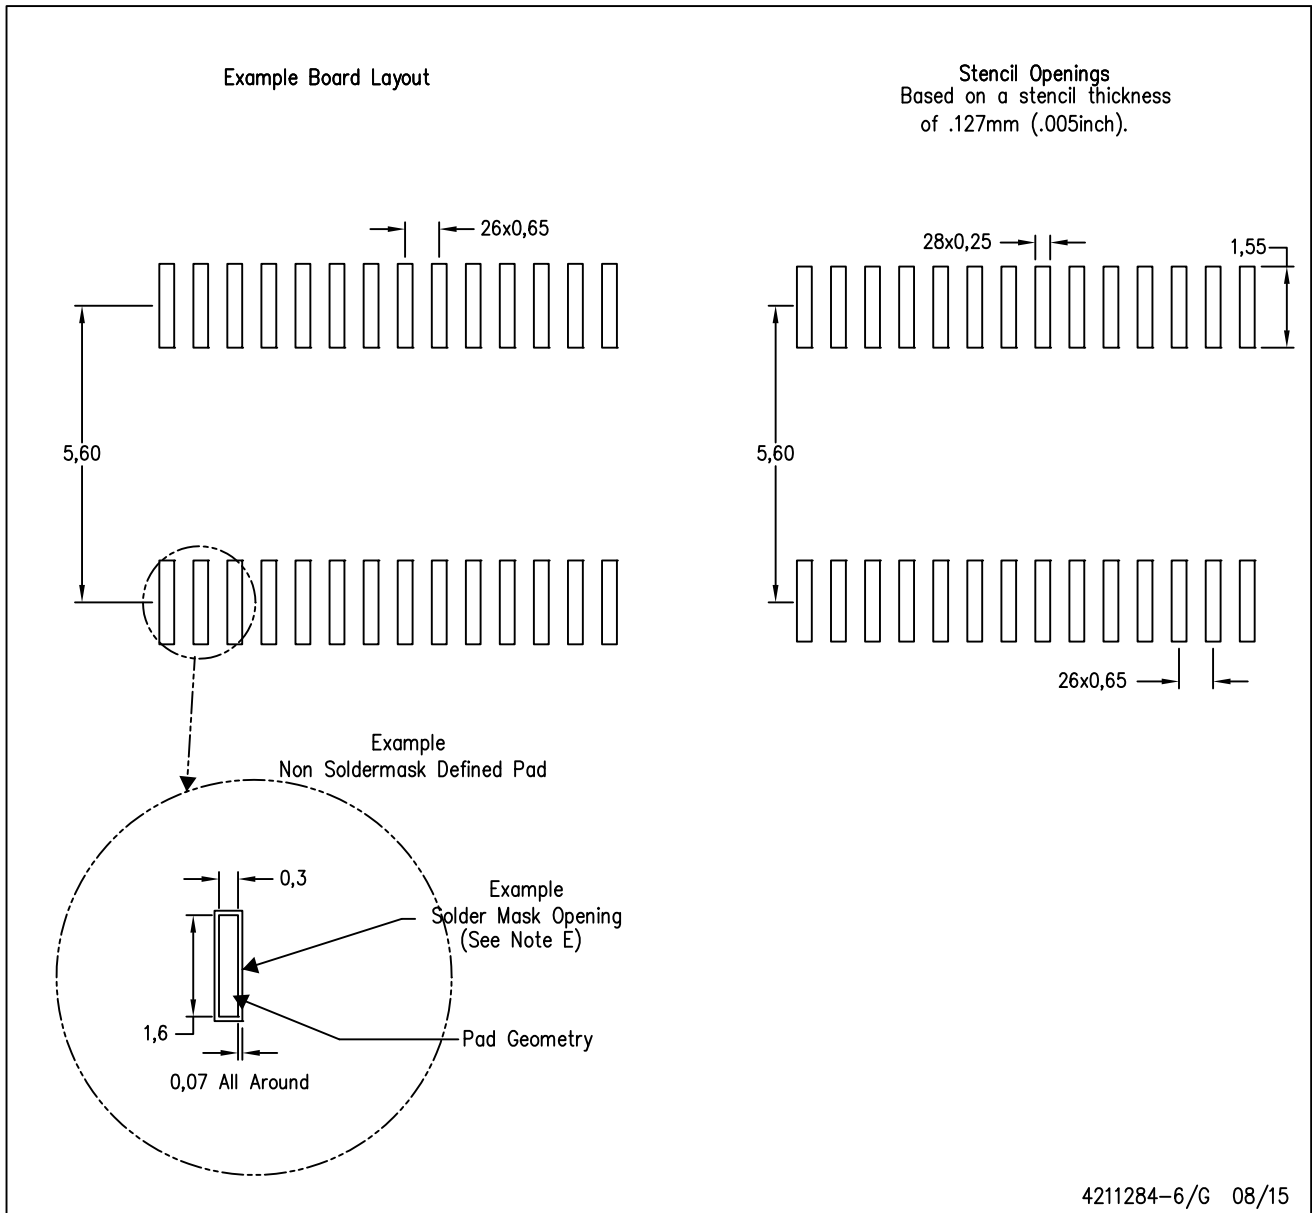 Example Board Layout
Stencil Openings
Based on a stencil thickness
of .127mm (.005inch).
26x0,65
28x0,25
1,55
5,60
5,60
26x0,65
Example
Non Soldermask Defined Pad
0,3
Example
Solder Mask Opening
(See Note E)
1,6
Pad Geometry
0,07 All Around
4211284-6/G 08/15